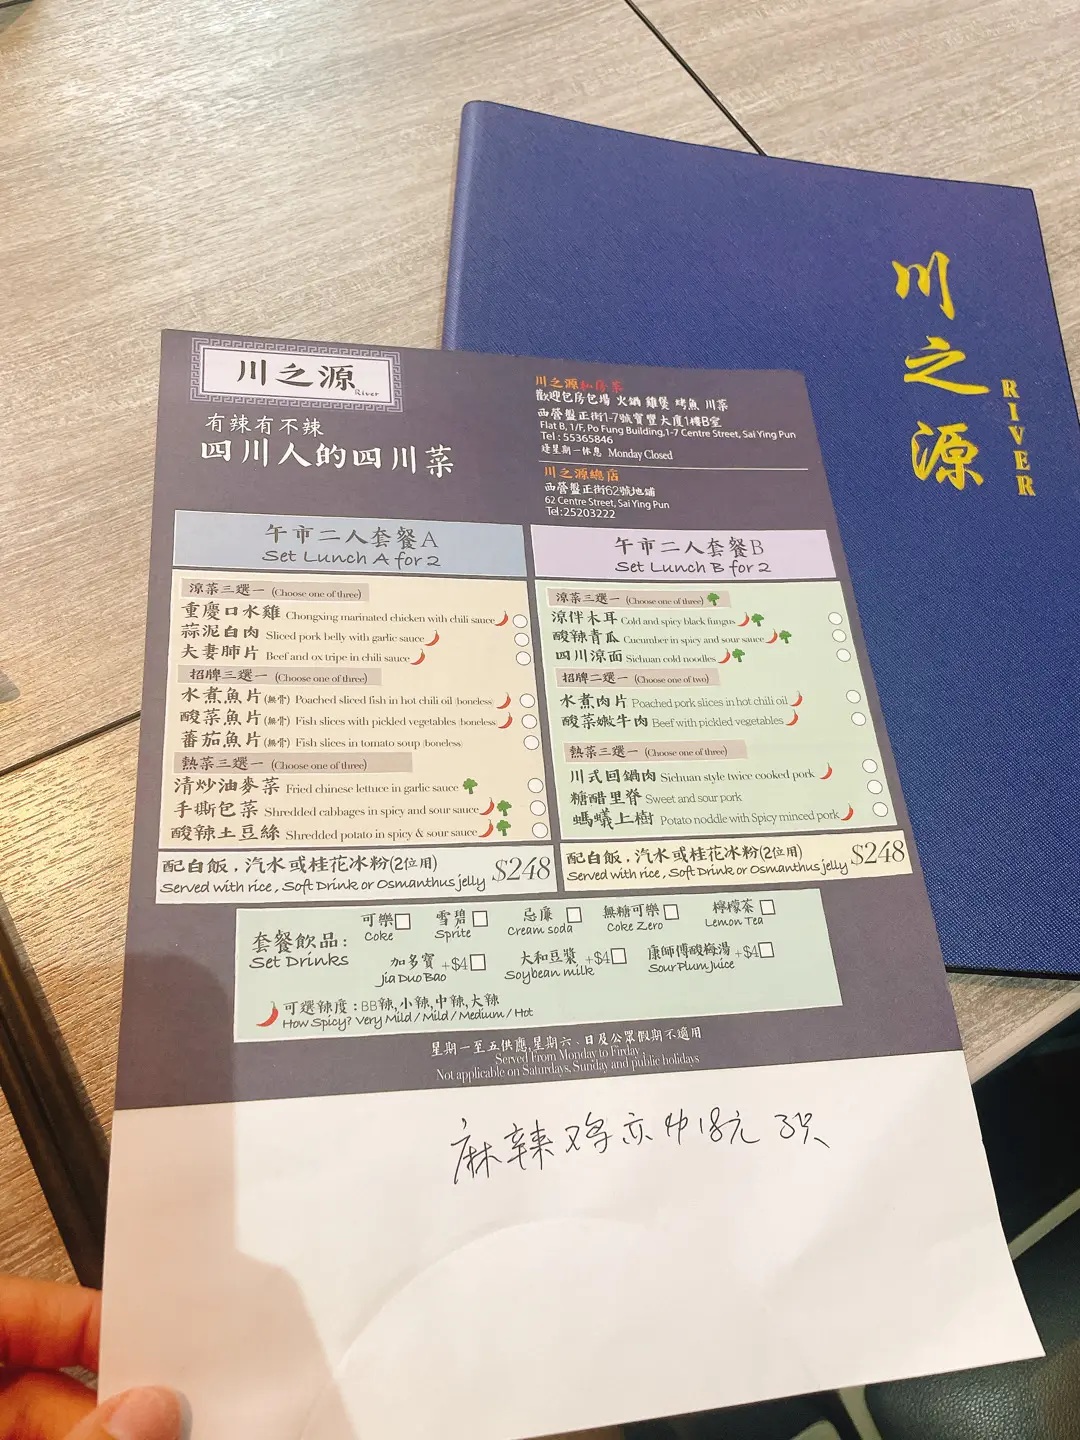 川之源
RIVER
川之源
River
有辣有不辣
四川人的四川菜
川之源私房菜
歡迎包房包場 火鍋 雞煲 烤魚 川菜
西營盤正街1-7號寶豐大廈1樓B室
Flat B, 1/F, Po Fung Building,1-7 Centre Street, Sai Ying Pun
Tel : 55365846
逢星期一休息 Monday Closed
川之源總店
西營盤正街62號地鋪
62 Centre Street, Sai Ying Pun
Tel:25203222
午市二人套餐A
Set Lunch A for 2
涼菜三選一 (Choose one of three)
重慶口水雞 Chongxing marinated chicken with chili sauce
蒜泥白肉 Sliced pork belly with garlic sauce
夫妻肺片 Beef and ox tripe in chili sauce
招牌三選一 (Choose one of three)
水煮魚片(無骨) Poached sliced fish in hot chili oil (boneless)
酸菜魚片(無骨) Fish slices with pickled vegetables (boneless)
蕃茄魚片(無骨) Fish slices in tomato soup (boneless)
熱菜三選一 (Choose one of three)
清炒油麥菜 Fried chinese lettuce in garlic sauce
手撕包菜 Shredded cabbages in spicy and sour sauce
酸辣土豆絲 Shredded potato in spicy & sour sauce
配白飯，汽水或桂花冰粉(2位用)
Served with rice, Soft Drink or Osmanthus jelly
$248
午市二人套餐B
Set Lunch B for 2
涼菜三選一 (Choose one of three)
涼伴木耳 Cold and spicy black fungus
酸辣青瓜 Cucumber in spicy and sour sauce
四川涼面 Sichuan cold noodles
招牌二選一 (Choose one of two)
水煮肉片 Poached pork slices in hot chili oil
酸菜嫩牛肉 Beef with pickled vegetables
熱菜三選一 (Choose one of three)
川式回鍋肉 Sichuan style twice cooked pork
糖醋里脊 Sweet and sour pork
螞蟻上樹 Potato noddle with Spicy minced pork
配白飯，汽水或桂花冰粉(2位用)
Served with rice, Soft Drink or Osmanthus jelly
$248
套餐飲品:
Set Drinks
可樂
Coke
雪碧
Sprite
忌廉
Cream soda
無糖可樂
Coke Zero
檸檬茶
Lemon Tea
加多寶 +$4
Jia Duo Bao
大和豆漿 +$4
Soybean milk
康師傅酸梅湯 +$4
Sour Plum Juice
可選辣度：BB辣,小辣,中辣,大辣
How Spicy? Very Mild / Mild / Medium / Hot
星期一至五供應,星期六、日及公眾假期不適用
Served From Monday to Firday ,
Not applicable on Saturdays, Sunday and public holidays
麻辣鸡 18元 3只